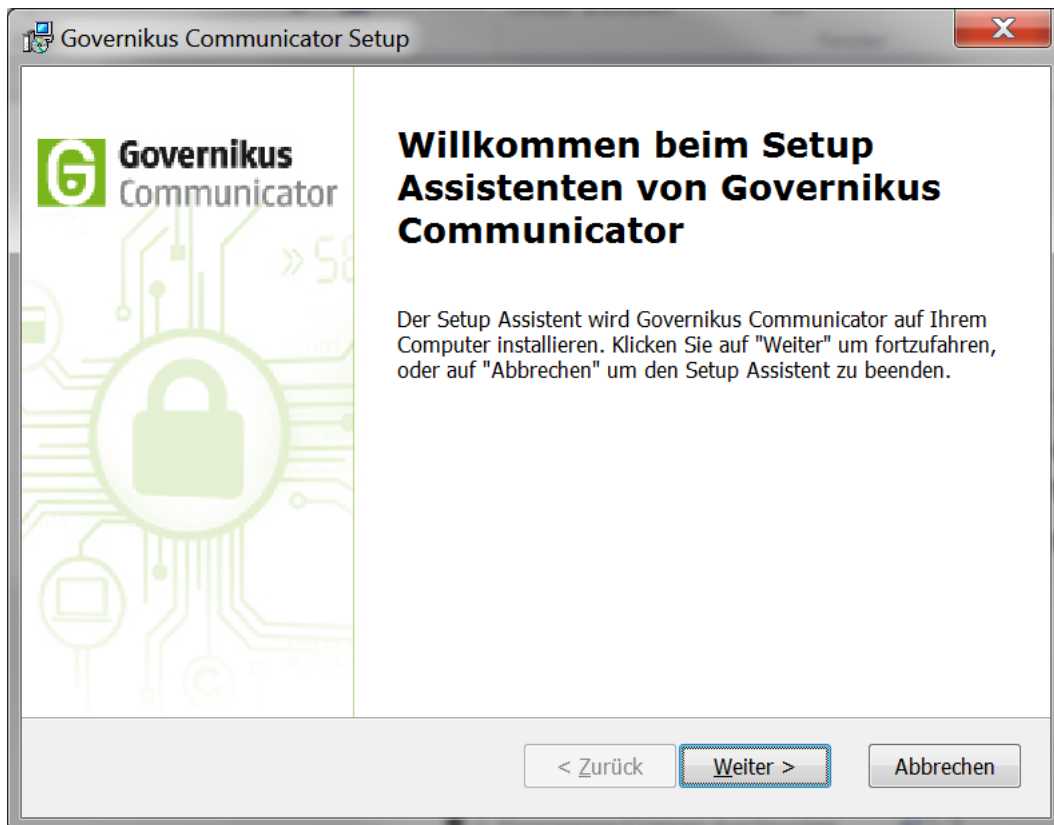 Governikus Communicator Setup
Governikus
Communicator
Willkommen beim Setup
Assistenten von Governikus
Communicator
Der Setup Assistent wird Governikus Communicator auf Ihrem
Computer installieren. Klicken Sie auf "Weiter" um fortzufahren,
oder auf "Abbrechen" um den Setup Assistent zu beenden.
< Zurück
Weiter >
Abbrechen